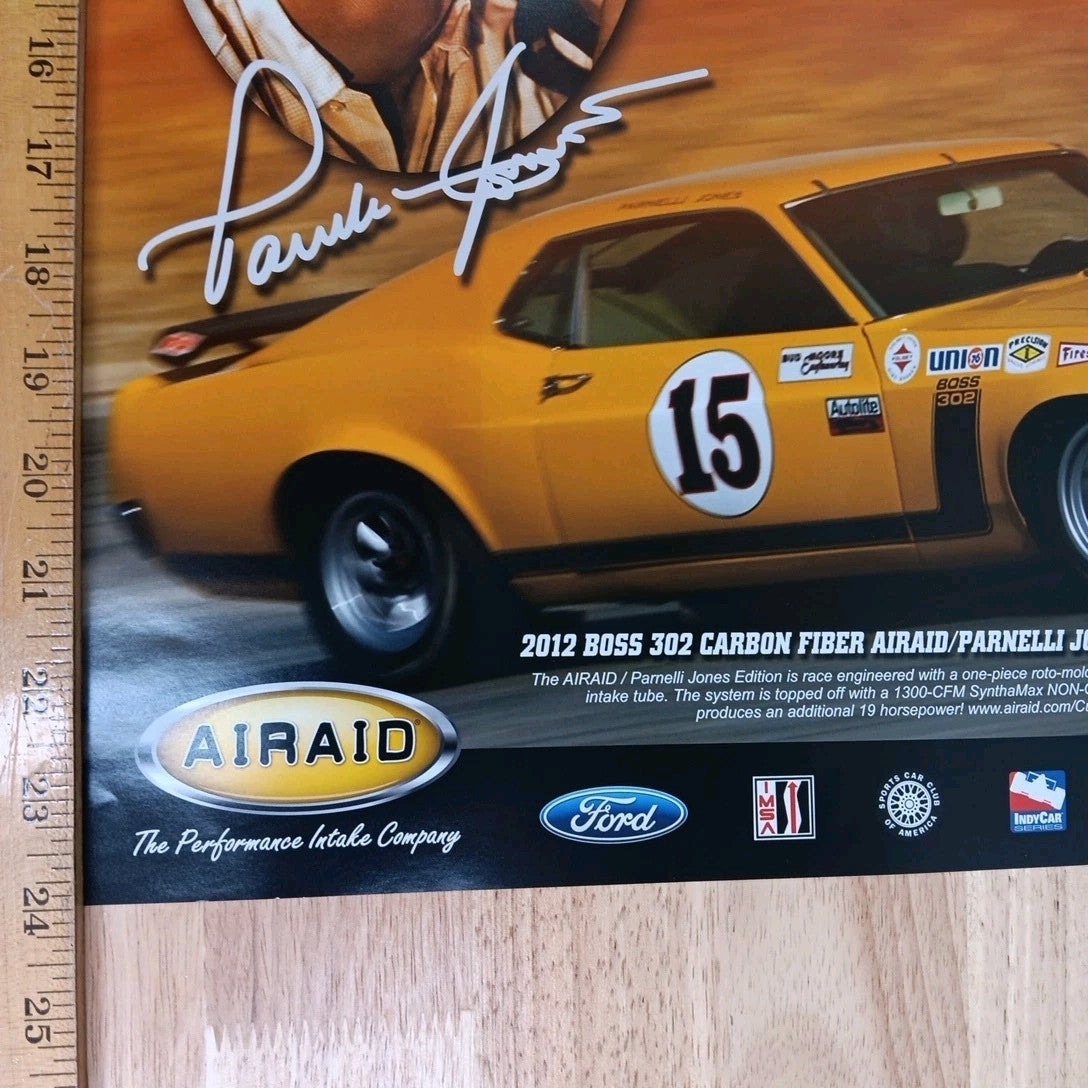 16
17
18
19
20
21
22
23
24
25
Parnelli Jones
PARNELLI JONES
BUD MOORE
Engineering
UNION 76
PRECISION
Fires
BOSS
302
Autolite
15
2012 BOSS 302 CARBON FIBER AIRAID/PARNELLI JO
The AIRAID / Parnelli Jones Edition is race engineered with a one-piece roto-mold
intake tube. The system is topped off with a 1300-CFM SynthaMax NON-
produces an additional 19 horsepower! www.airaid.com/Cu
AIRAID
The Performance Intake Company
Ford
IMSA
SPORTS CAR CLUB
OF AMERICA
INDYCAR
SERIES